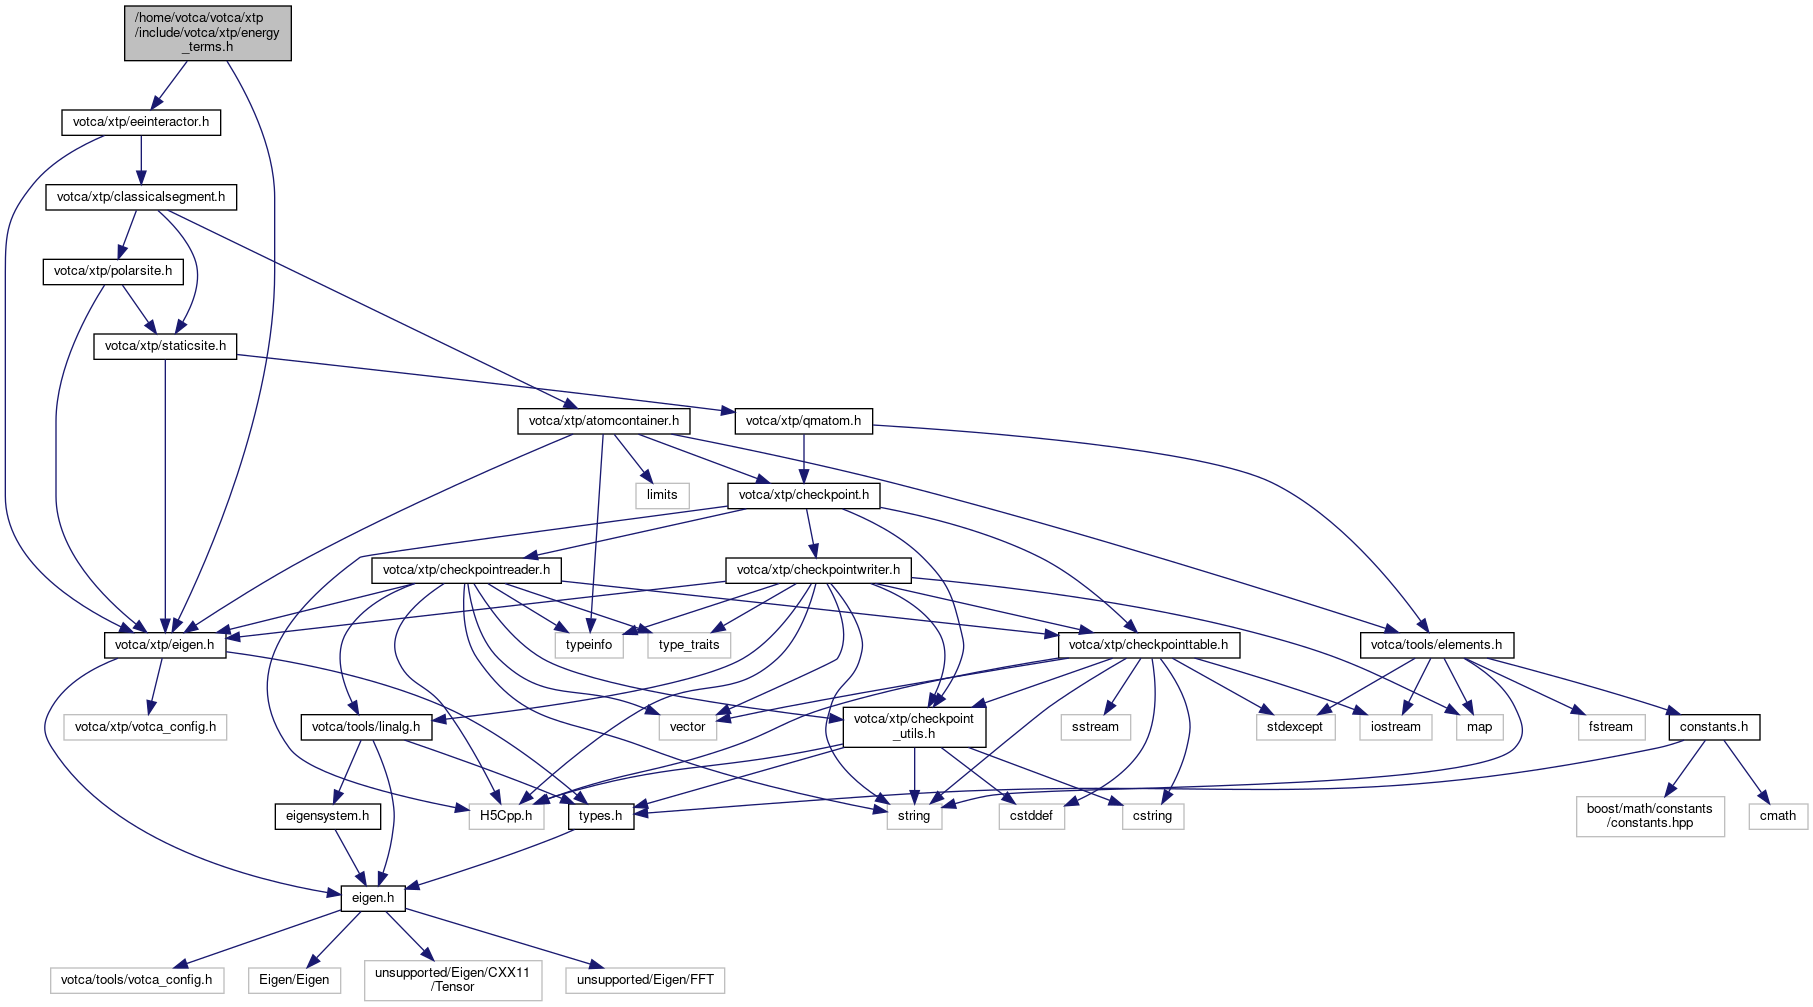 /home/votca/votca/xtp
/include/votca/xtp/energy
_terms.h
votca/xtp/eeinteractor.h
votca/xtp/classicalsegment.h
votca/xtp/polarsite.h
votca/xtp/staticsite.h
votca/xtp/atomcontainer.h
votca/xtp/qmatom.h
limits
votca/xtp/checkpoint.h
votca/xtp/checkpointreader.h
votca/xtp/checkpointwriter.h
votca/xtp/eigen.h
typeinfo
type_traits
votca/xtp/checkpointtable.h
votca/tools/elements.h
votca/xtp/votca_config.h
votca/tools/linalg.h
vector
votca/xtp/checkpoint
_utils.h
sstream
stdexcept
iostream
map
fstream
constants.h
eigensystem.h
H5Cpp.h
types.h
string
cstddef
cstring
boost/math/constants
/constants.hpp
cmath
eigen.h
votca/tools/votca_config.h
Eigen/Eigen
unsupported/Eigen/CXX11
/Tensor
unsupported/Eigen/FFT